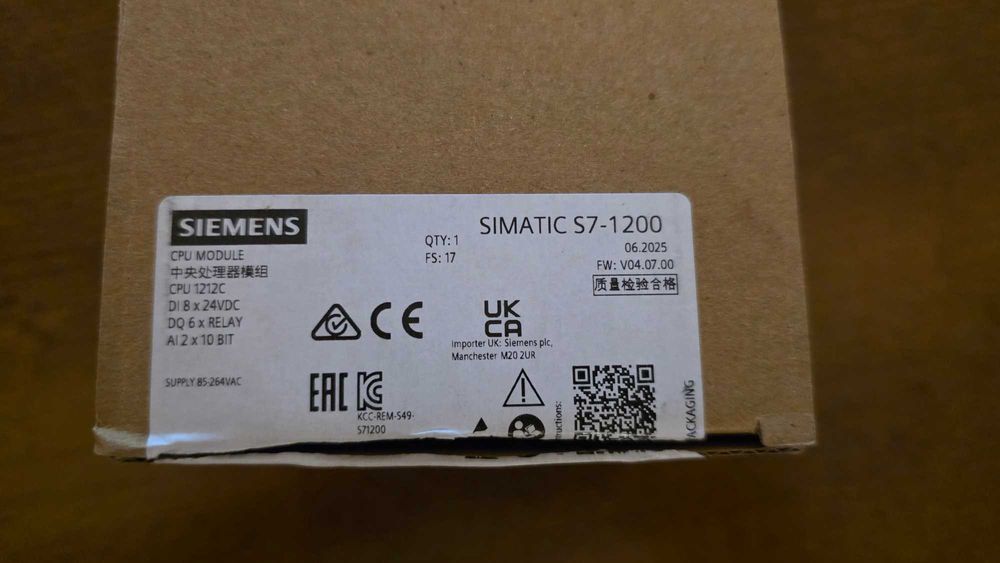 SIEMENS
CPU MODULE
中央处理器模组
CPU 1212C
DI 8 x 24VDC
DQ 6 x RELAY
AI 2 x 10 BIT
SUPPLY 85-264VAC
QTY: 1
FS: 17
SIMATIC S7-1200
06.2025
FW: V04.07.00
质量检验合格
CE
UK
CA
Importer UK: Siemens plc,
Manchester M20 2UR
EAC
KC
KCC-REM-S49-
S71200
structions:
PACKAGING